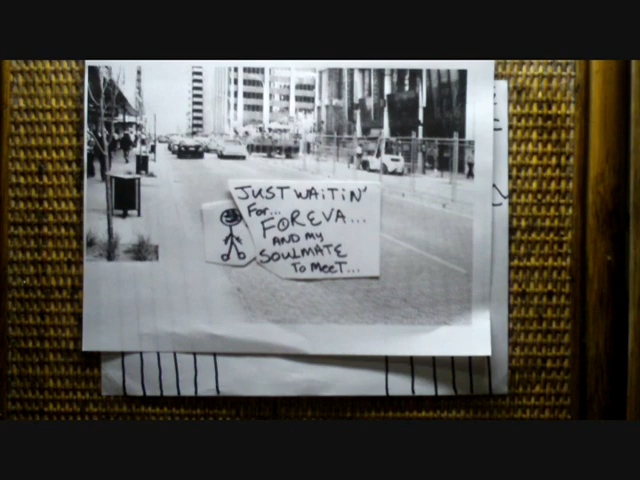 JUST WAITIN'
For...
FOREVA...
AND MY
SOULMATE
To MeeT...